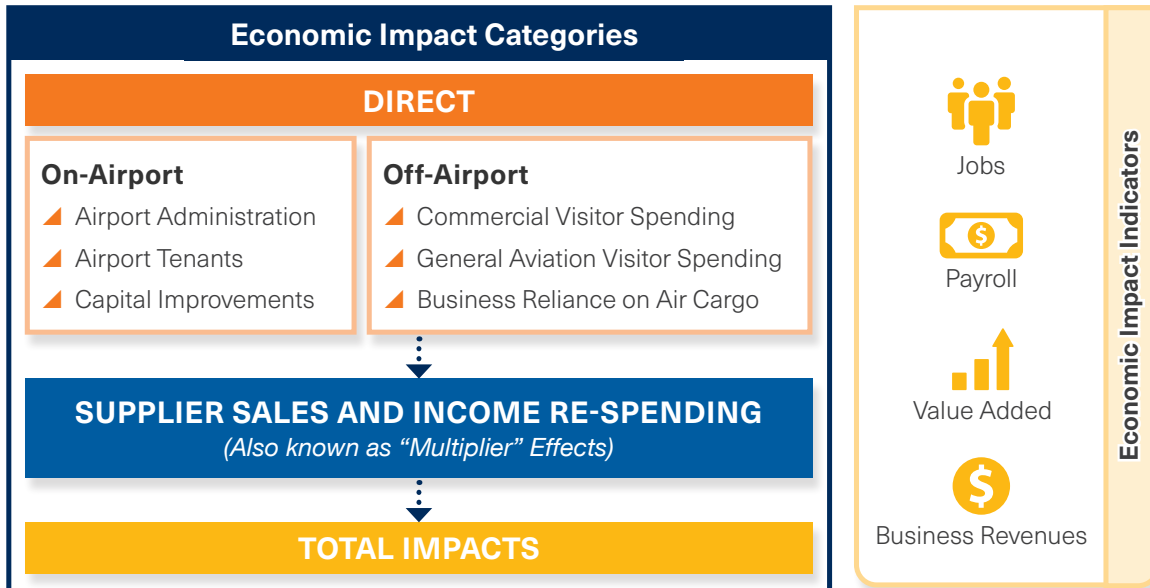 Economic Impact Categories
DIRECT
On-Airport
Airport Administration
Airport Tenants
Capital Improvements
Off-Airport
Commercial Visitor Spending
General Aviation Visitor Spending
Business Reliance on Air Cargo
SUPPLIER SALES AND INCOME RE-SPENDING
(Also known as “Multiplier” Effects)
TOTAL IMPACTS
Jobs
$
Payroll
Value Added
$
Business Revenues
Economic Impact Indicators